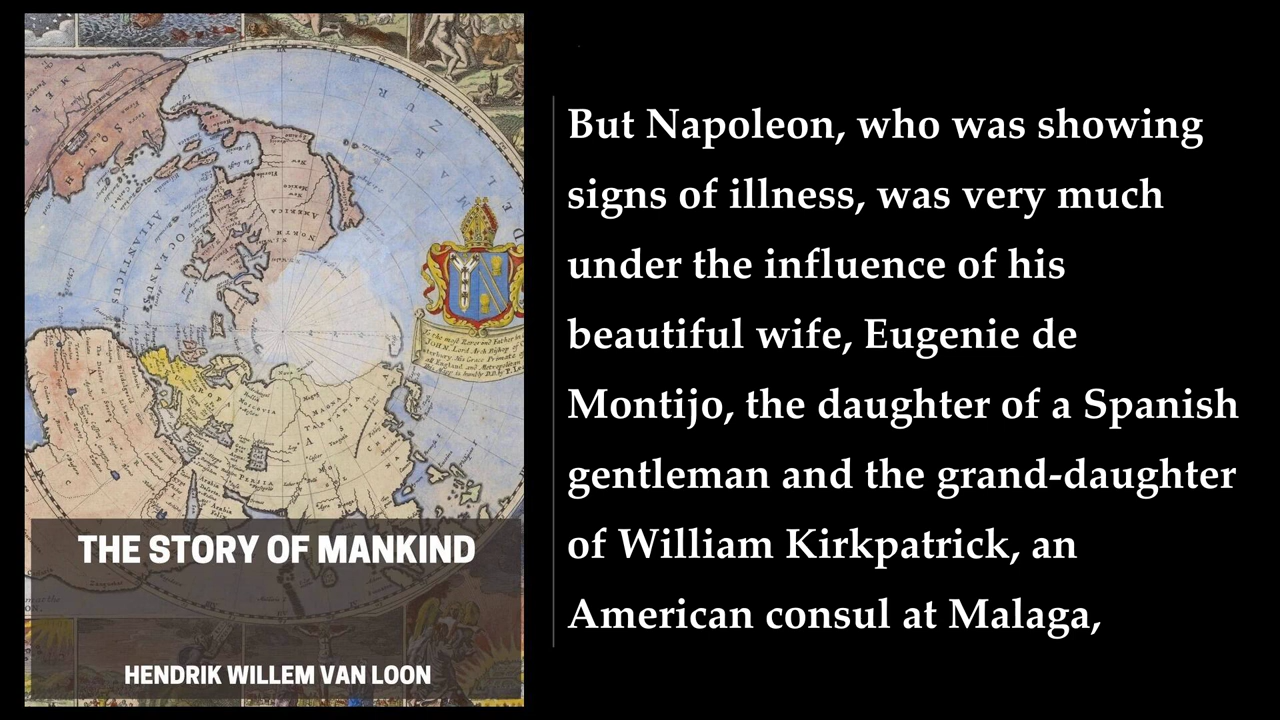 THE STORY OF MANKIND
HENDRIK WILLEM VAN LOON
But Napoleon, who was showing
signs of illness, was very much
under the influence of his
beautiful wife, Eugenie de
Montijo, the daughter of a Spanish
gentleman and the grand-daughter
of William Kirkpatrick, an
American consul at Malaga,